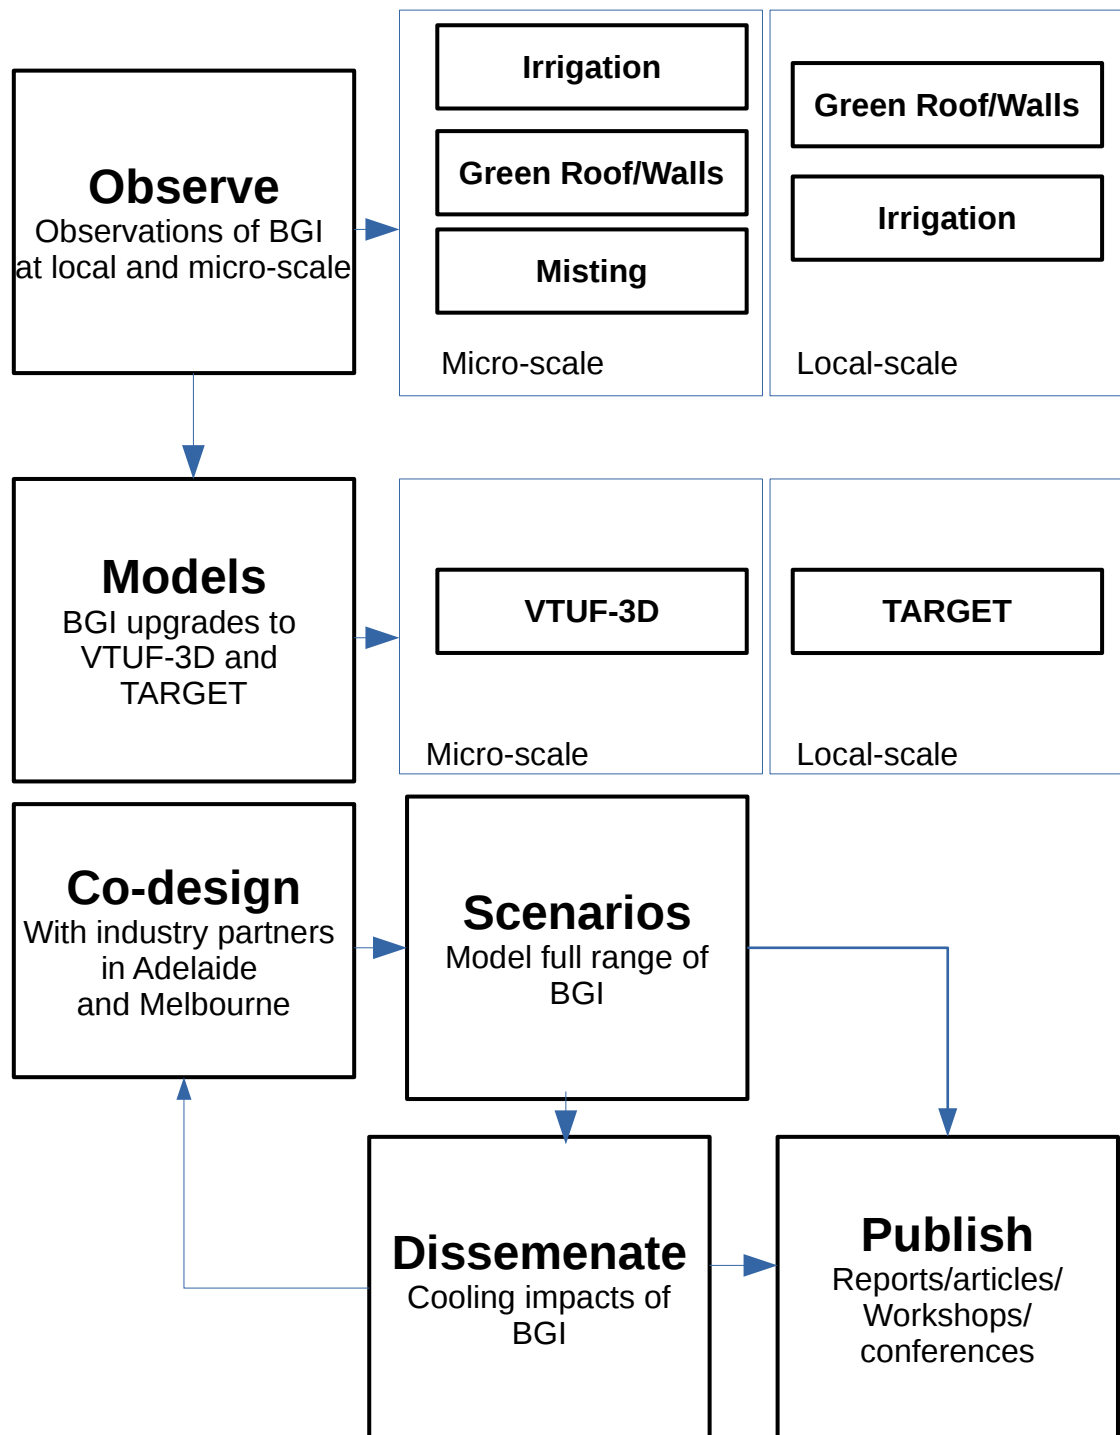 Observe
Observations of BGI
at local and micro-scale
Irrigation
Green Roof/Walls
Misting
Micro-scale
Green Roof/Walls
Irrigation
Local-scale
Models
BGI upgrades to
VTUF-3D and
TARGET
VTUF-3D
Micro-scale
TARGET
Local-scale
Co-design
With industry partners
in Adelaide
and Melbourne
Scenarios
Model full range of
BGI
Dissemenate
Cooling impacts of
BGI
Publish
Reports/articles/
Workshops/
conferences